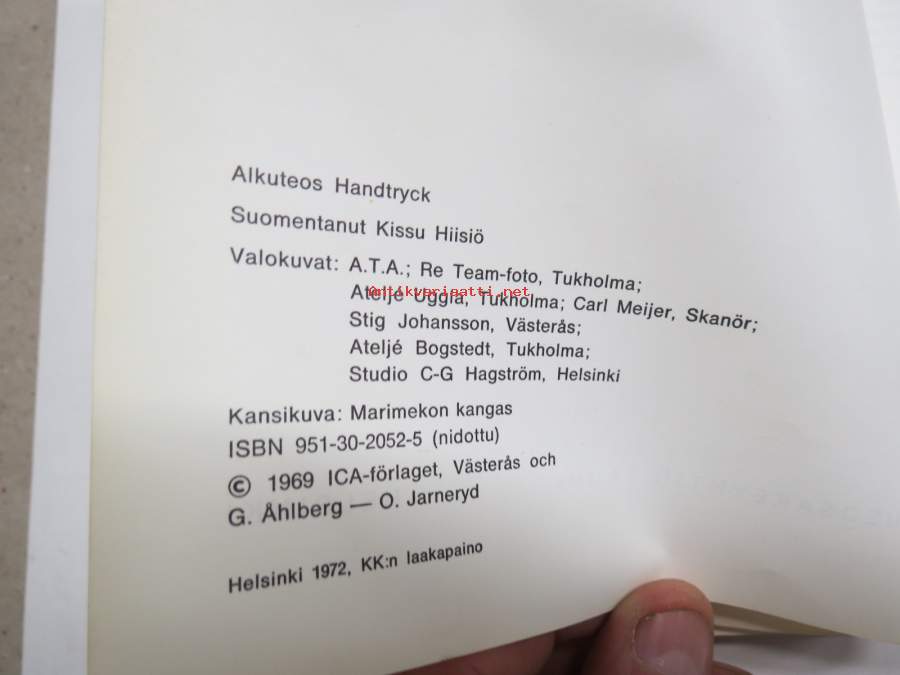 Alkuteos Handtryck
Suomentanut Kissu Hiisiö
Valokuvat: A.T.A.; Re Team-foto, Tukholma;
Ateljé Uggla, Tukholma; Carl Meijer, Skanör;
antikvariaatti.net
Stig Johansson, Västerås;
Ateljé Bogstedt, Tukholma;
Studio C-G Hagström, Helsinki
Kansikuva: Marimekon kangas
ISBN 951-30-2052-5 (nidottu)
© 1969 ICA-förlaget, Västerås och
G. Åhlberg — O. Jarneryd
Helsinki 1972, KK:n laakapaino